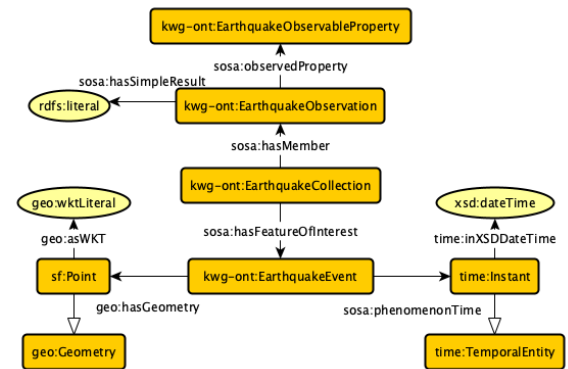 kwg-ont:EarthquakeObservableProperty
sosa:observedProperty
sosa:hasSimpleResult
rdfs:literal
kwg-ont:EarthquakeObservation
sosa:hasMember
kwg-ont:EarthquakeCollection
geo:wktLiteral
xsd:dateTime
sosa:hasFeatureOfInterest
geo:asWKT
time:inXSDDateTime
sf:Point
kwg-ont:EarthquakeEvent
time:Instant
geo:hasGeometry
sosa:phenomenonTime
geo:Geometry
time:TemporalEntity